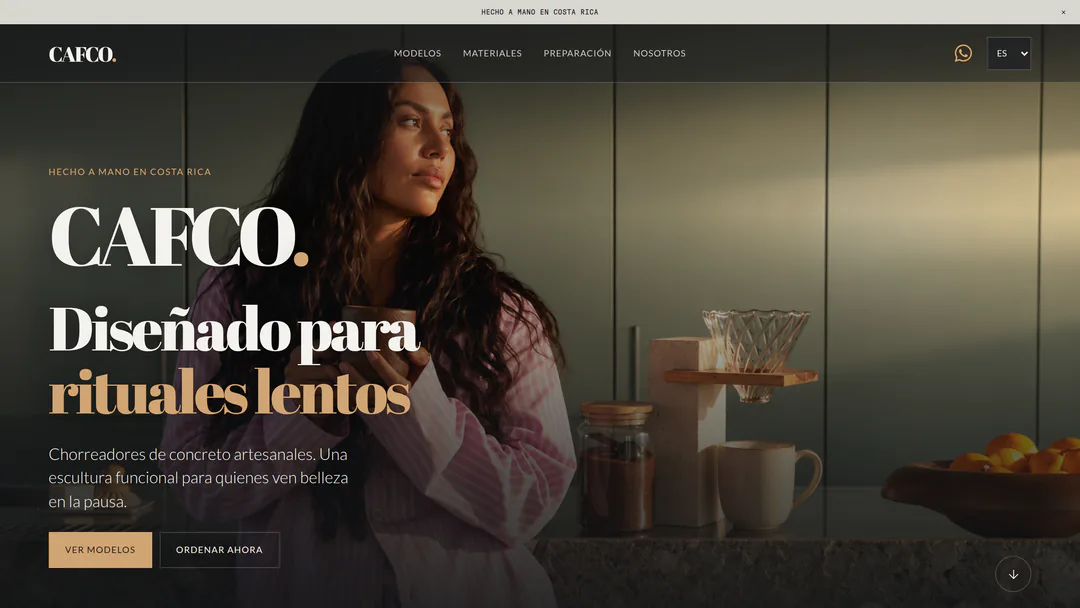 HECHO A MANO EN COSTA RICA ×
CAFCO.
MODELOS MATERIALES PREPARACIÓN NOSOTROS
ES
HECHO A MANO EN COSTA RICA
CAFCO.
Diseñado para
rituales lentos
Chorreadores de concreto artesanales. Una
escultura funcional para quienes ven belleza
en la pausa.
VER MODELOS
ORDENAR AHORA